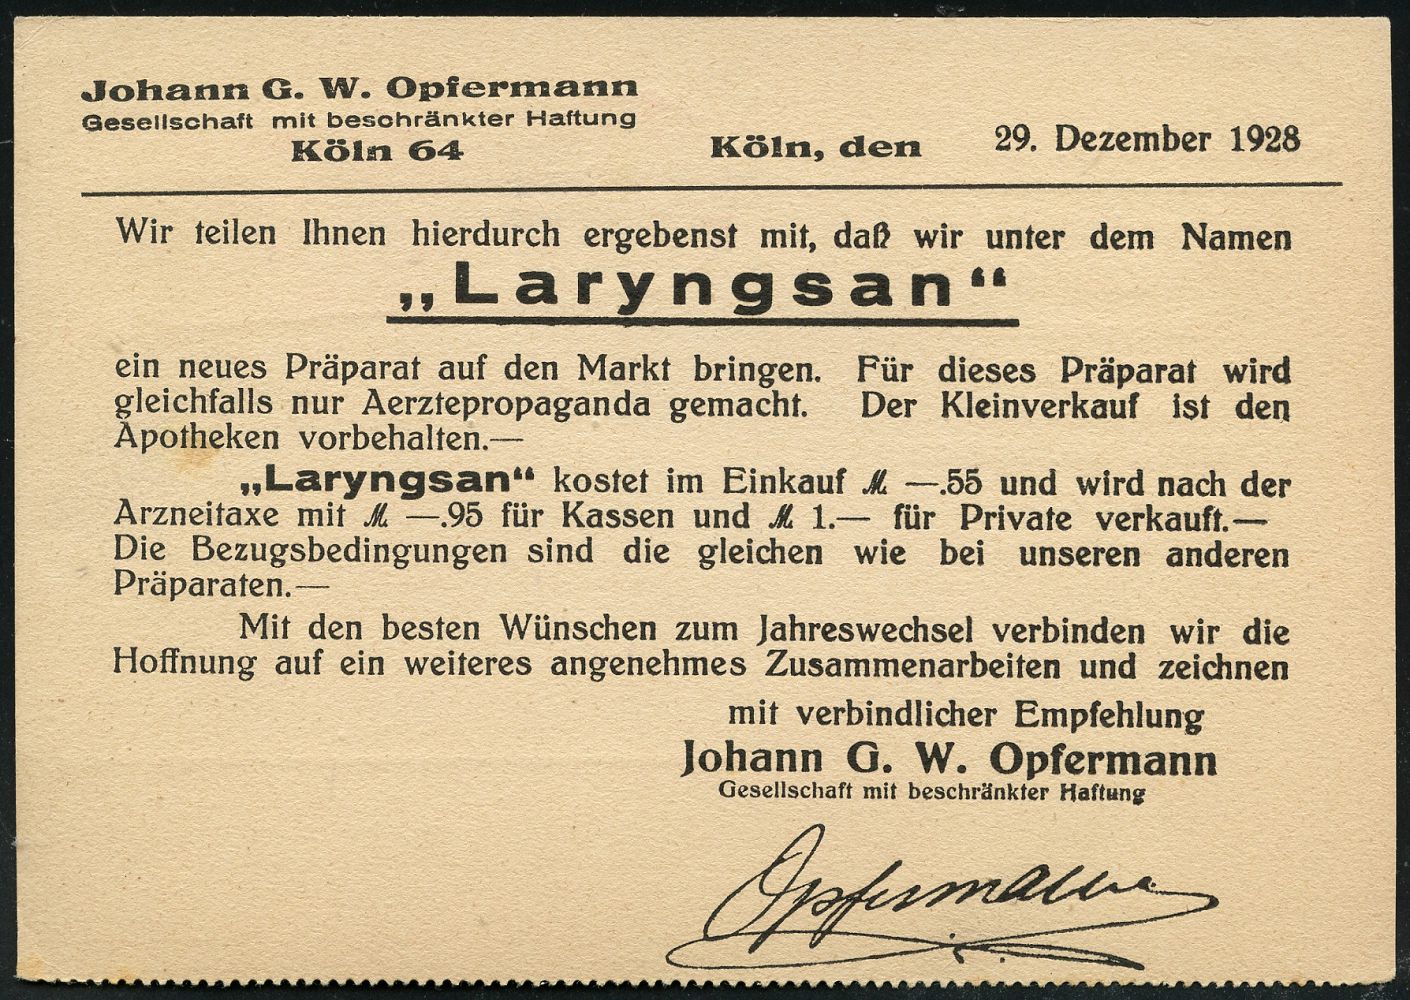 Johann G. W. Opfermann
Gesellschaft mit beschränkter Haftung
Köln 64
Köln, den 29. Dezember 1928
Wir teilen Ihnen hierdurch ergebenst mit, daß wir unter dem Namen
„Laryngsan“
ein neues Präparat auf den Markt bringen. Für dieses Präparat wird
gleichfalls nur Aerztepropaganda gemacht. Der Kleinverkauf ist den
Apotheken vorbehalten.—
„Laryngsan“ kostet im Einkauf ℳ —.55 und wird nach der
Arzneitaxe mit ℳ —.95 für Kassen und ℳ 1.— für Private verkauft.—
Die Bezugsbedingungen sind die gleichen wie bei unseren anderen
Präparaten.—
Mit den besten Wünschen zum Jahreswechsel verbinden wir die
Hoffnung auf ein weiteres angenehmes Zusammenarbeiten und zeichnen
mit verbindlicher Empfehlung
Johann G. W. Opfermann
Gesellschaft mit beschränkter Haftung
Opfermann